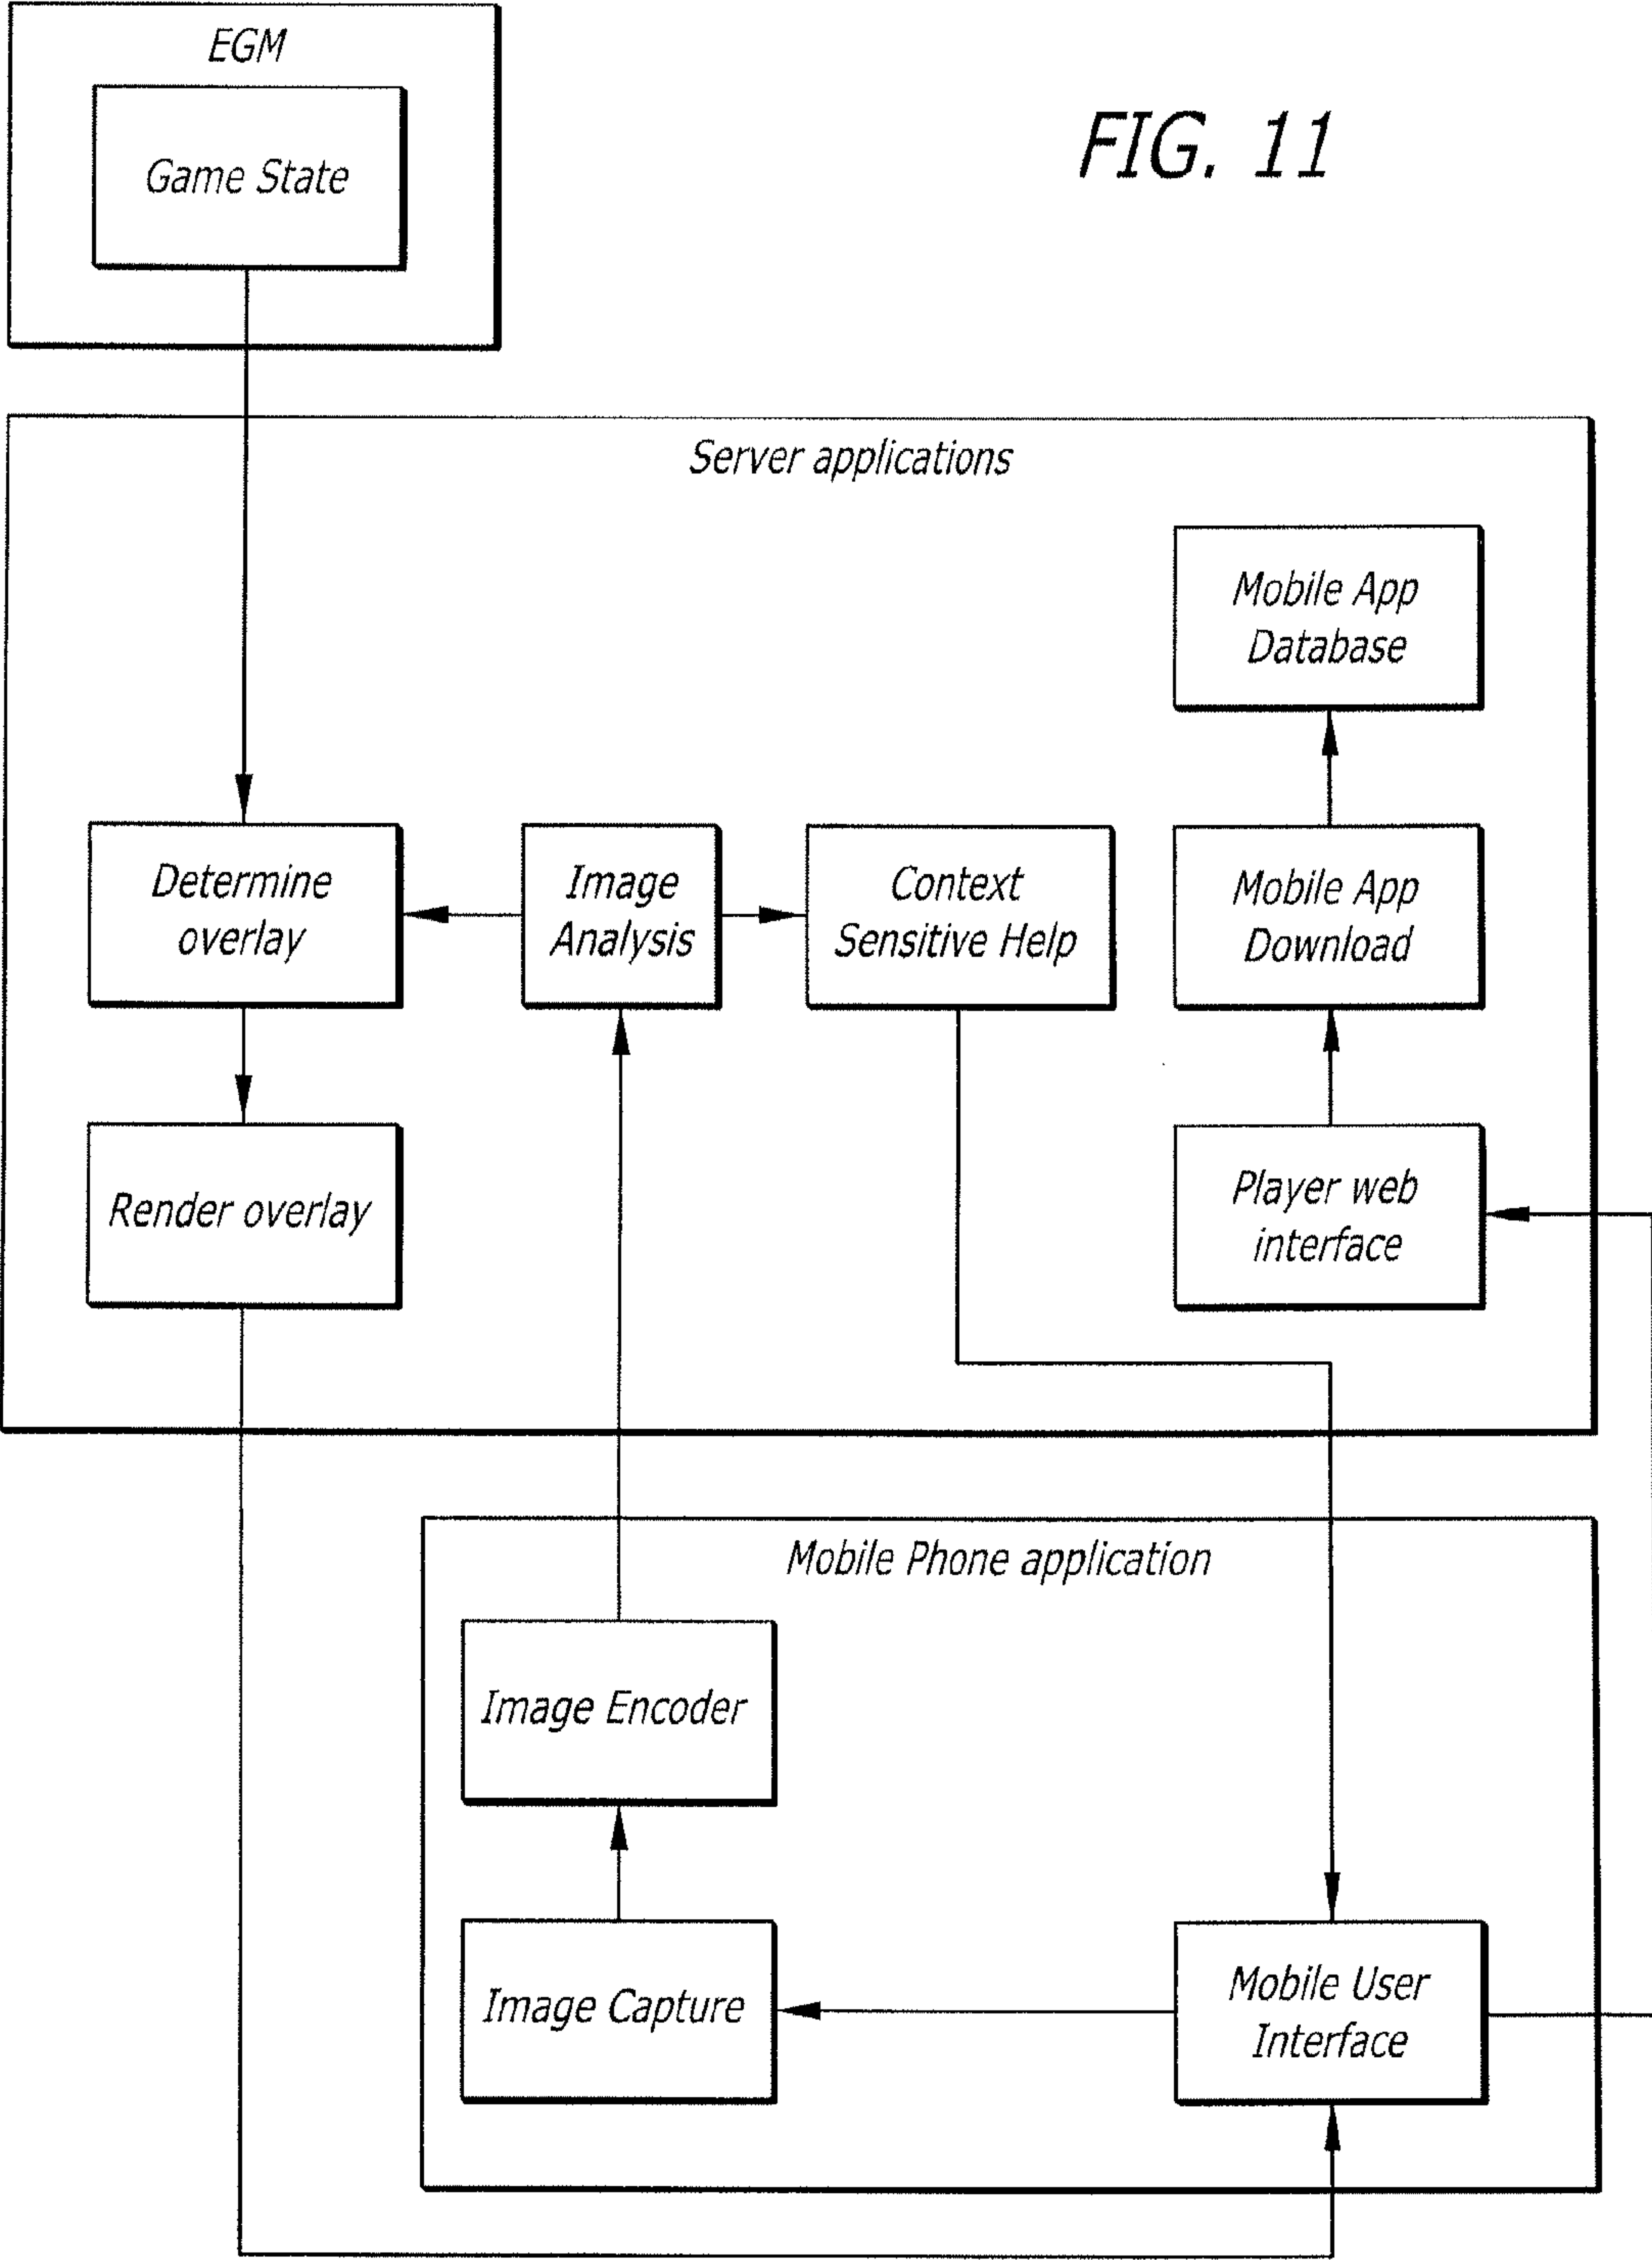 EGM
Game State
FIG. 11
Server applications
Mobile App
Database
Determine
overlay
Image
Analysis
Context
Sensitive Help
Mobile App
Download
Render overlay
Player web
interface
Mobile Phone application
Image Encoder
Image Capture
Mobile User
Interface